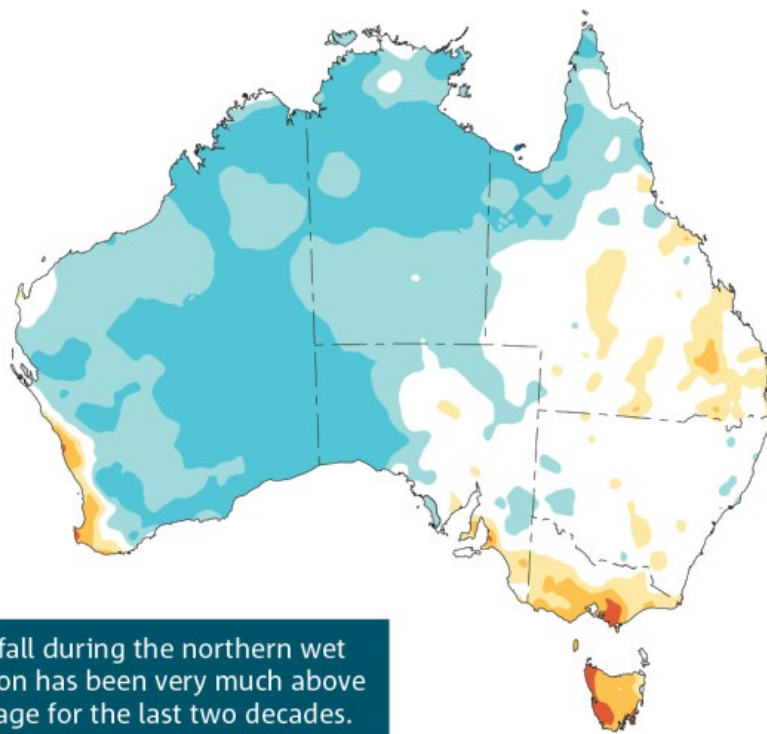 fall during the northern wet
on has been very much above
age for the last two decades.